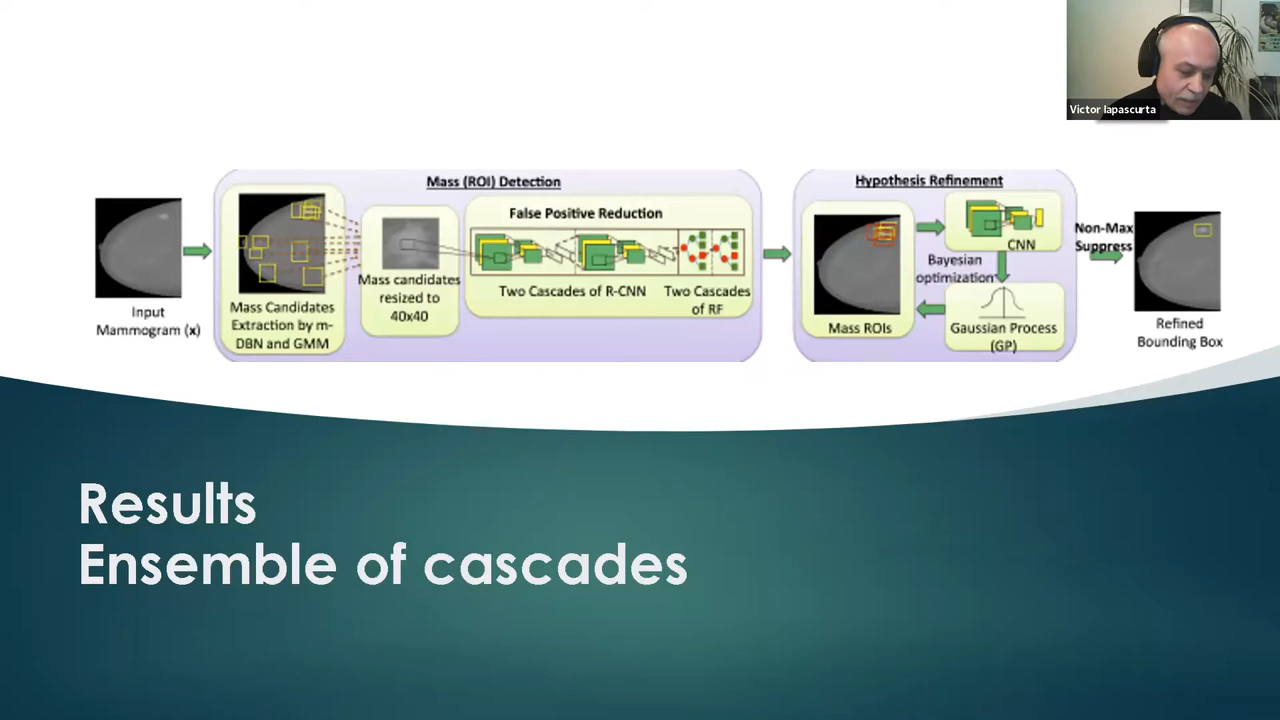 Victor Iapascurta
Mass (ROI) Detection
Input
Mammogram (x)
Mass Candidates
Extraction by m-
DBN and GMM
Mass candidates
resized to
40x40
False Positive Reduction
Two Cascades of R-CNN
Two Cascades
of RF
Hypothesis Refinement
Mass ROIs
CNN
Bayesian
optimization
Gaussian Process
(GP)
Non-Max
Suppress
Refined
Bounding Box
Results
Ensemble of cascades